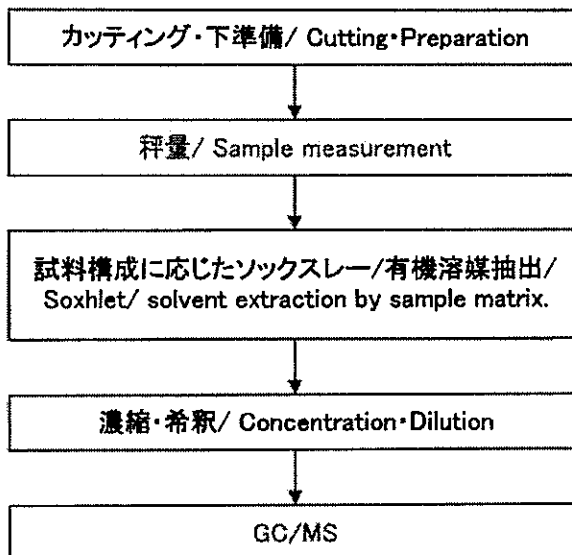 カッティング・下準備/ Cutting・Preparation
秤量/ Sample measurement
試料構成に応じたソックスレー/有機溶媒抽出/
Soxhlet/ solvent extraction by sample matrix.
濃縮・希釈/ Concentration・Dilution
GC/MS